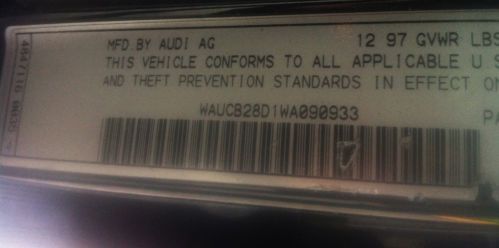 MFD.BY AUDI AG 12 97 GVWR LBS
THIS VEHICLE CONFORMS TO ALL APPLICABLE U S
AND THEFT PREVENTION STANDARDS IN EFFECT ON
WAUCB28D1WA090933
PA